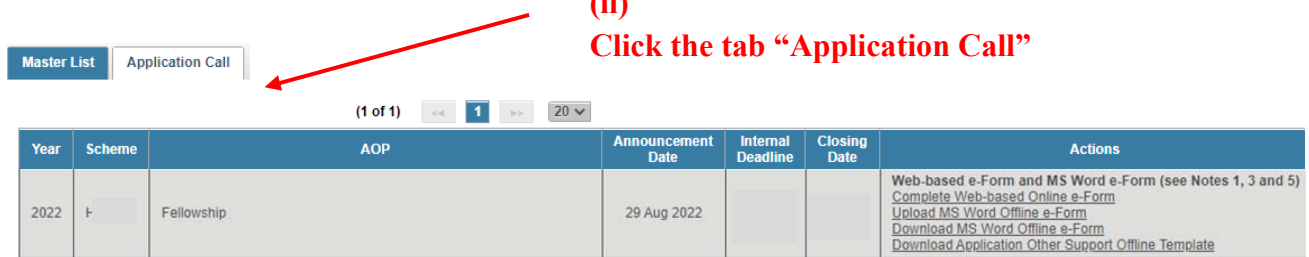 (ii)
Click the tab “Application Call”
Master List Application Call
(1 of 1) 1 20
Year Scheme AOP Announcement Date Internal Deadline Closing Date Actions
Web-based e-Form and MS Word e-Form (see Notes 1, 3 and 5)
Complete Web-based Online e-Form
2022 Fellowship 29 Aug 2022 Upload MS Word Offline e-Form
Download MS Word Offline e-Form
Download Application Other Support Offline Template